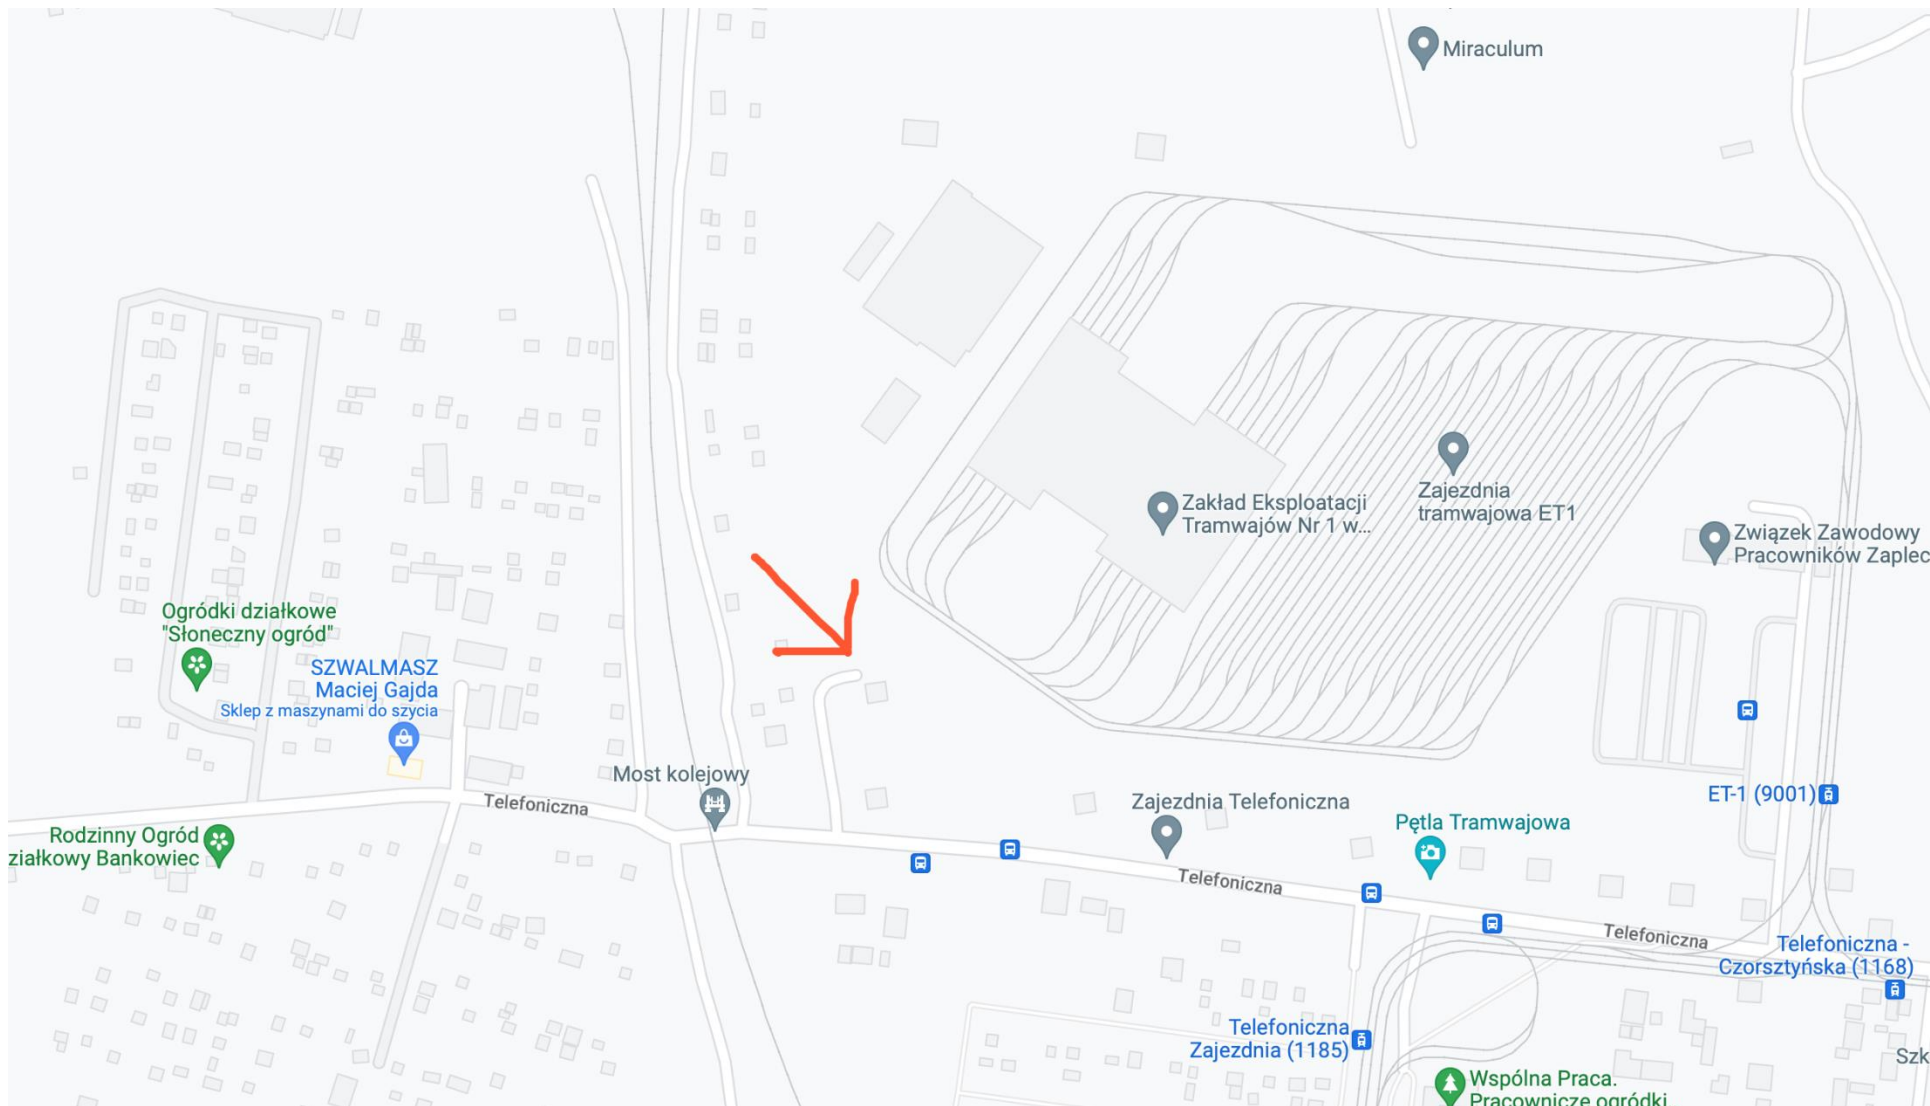 Miraculum
Zakład Eksploatacji
Tramwajów Nr 1 w...
Zajezdnia
tramwajowa ET1
Związek Zawodowy
Pracowników Zaplec
Ogródki działkowe
"Słoneczny ogród"
SZWALMASZ
Maciej Gajda
Sklep z maszynami do szycia
Most kolejowy
Telefoniczna
Rodzinny Ogród
ziałkowy Bankowiec
Zajezdnia Telefoniczna
ET-1 (9001)
Pętla Tramwajowa
Telefoniczna
Telefoniczna
Telefoniczna -
Czorsztyńska (1168)
Telefoniczna
Zajezdnia (1185)
Szk
Wspólna Praca.
Pracownicze ogródki